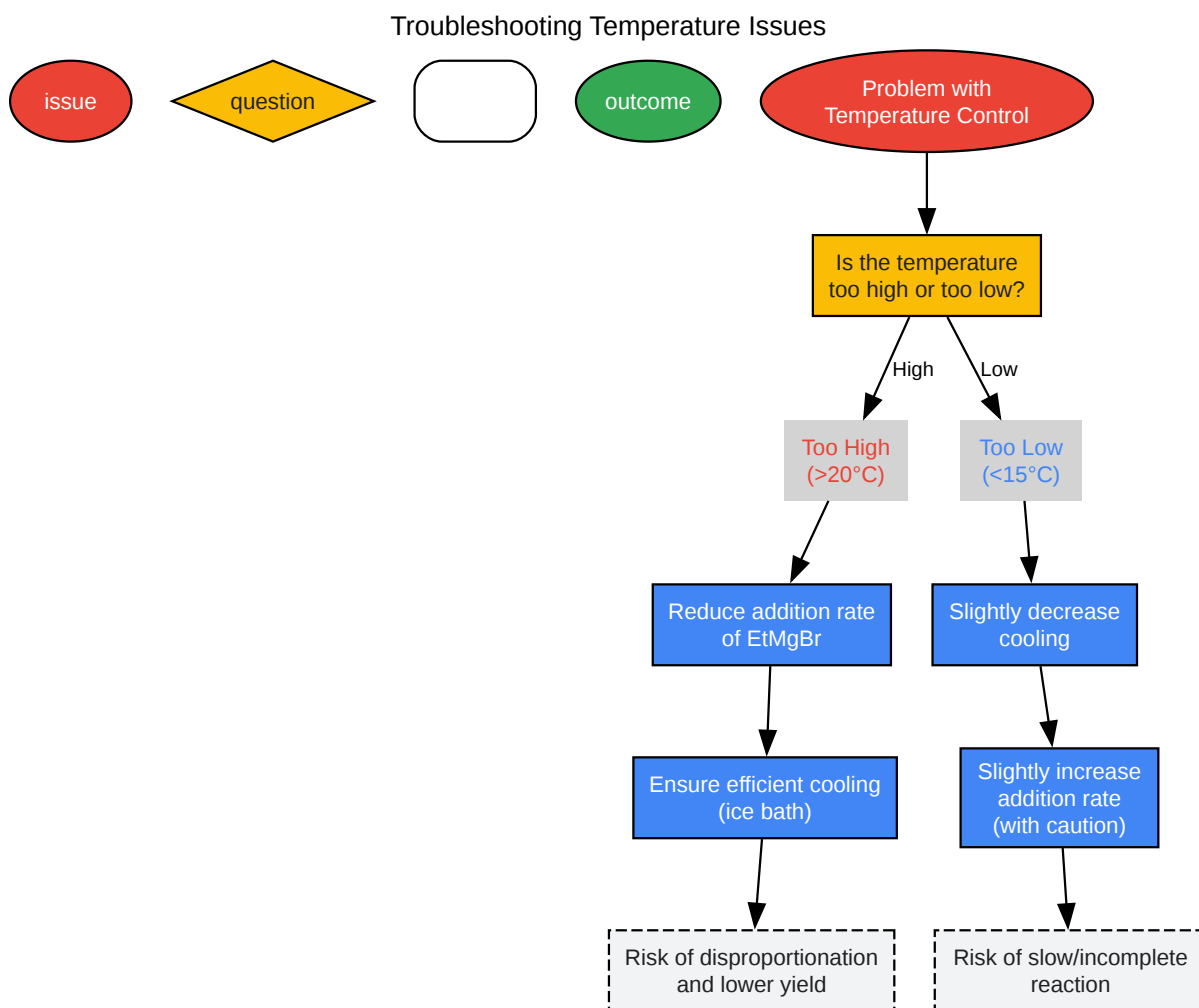 Troubleshooting Temperature Issues
issue
question
outcome
Problem with
Temperature Control
Is the temperature
too high or too low?
High
Low
Too High
(>20°C)
Too Low
(<15°C)
Reduce addition rate
of EtMgBr
Slightly decrease
cooling
Ensure efficient cooling
(ice bath)
Slightly increase
addition rate
(with caution)
Risk of disproportionation
and lower yield
Risk of slow/incomplete
reaction